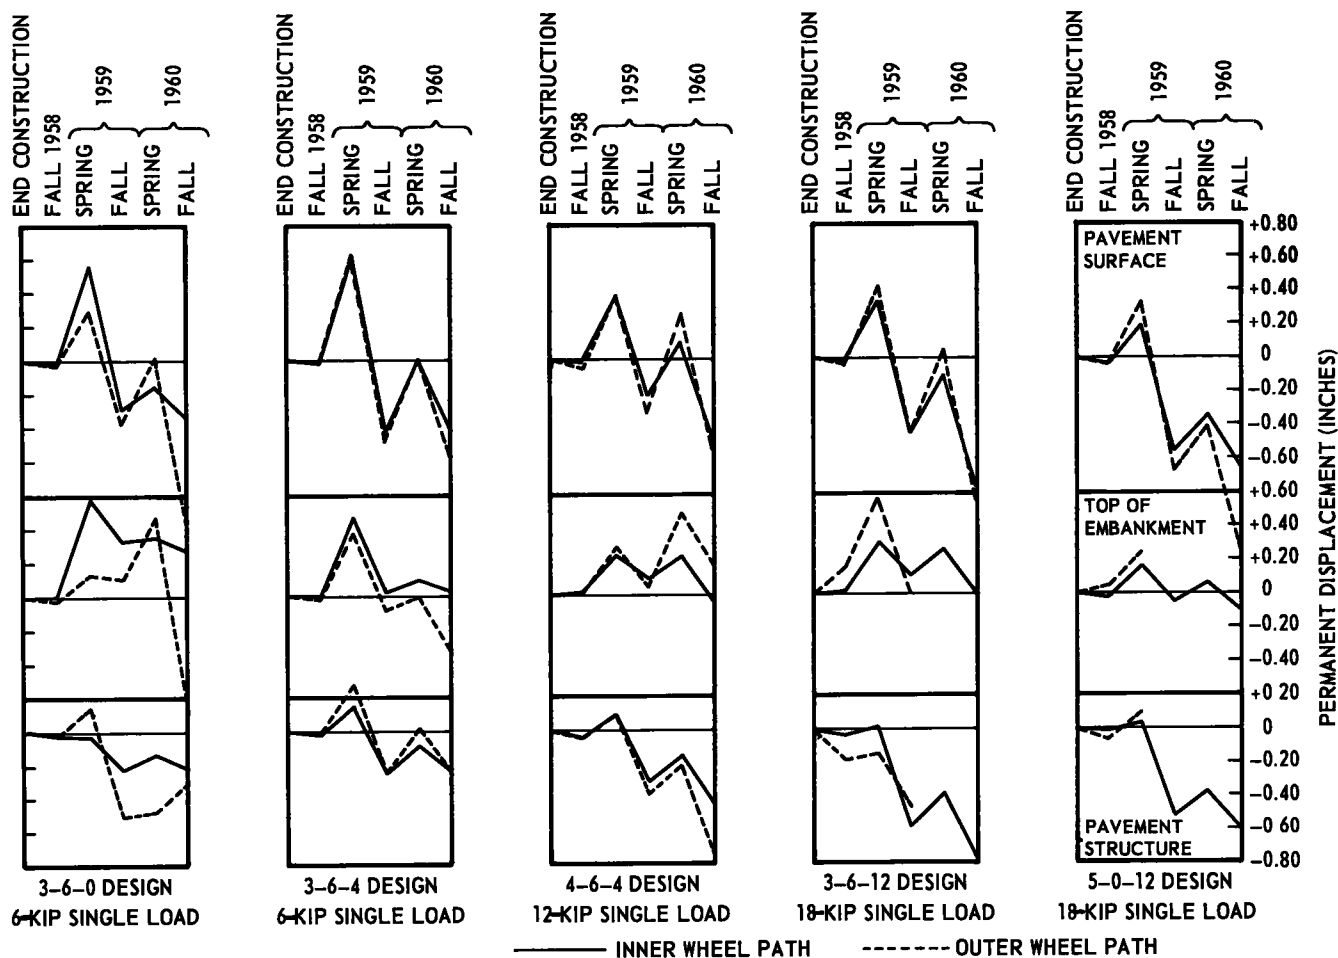 END CONSTRUCTION
FALL 1958
SPRING
FALL
SPRING
FALL
1959
1960
END CONSTRUCTION
FALL 1958
SPRING
FALL
SPRING
FALL
1959
1960
END CONSTRUCTION
FALL 1958
SPRING
FALL
SPRING
FALL
1959
1960
END CONSTRUCTION
FALL 1958
SPRING
FALL
SPRING
FALL
1959
1960
END CONSTRUCTION
FALL 1958
SPRING
FALL
SPRING
FALL
1959
1960
PAVEMENT
SURFACE
+0.80
+0.60
+0.40
+0.20
0
-0.20
-0.40
-0.60
TOP OF
EMBANKMENT
+0.60
+0.40
+0.20
0
-0.20
-0.40
PAVEMENT
STRUCTURE
+0 20
0
-0.20
-0.40
-0 60
-0.80
PERMANENT DISPLACEMENT (INCHES)
3-6-0 DESIGN
6-KIP SINGLE LOAD
3-6-4 DESIGN
6-KIP SINGLE LOAD
4-6-4 DESIGN
12-KIP SINGLE LOAD
3-6-12 DESIGN
18-KIP SINGLE LOAD
5-0-12 DESIGN
18-KIP SINGLE LOAD
INNER WHEEL PATH
OUTER WHEEL PATH